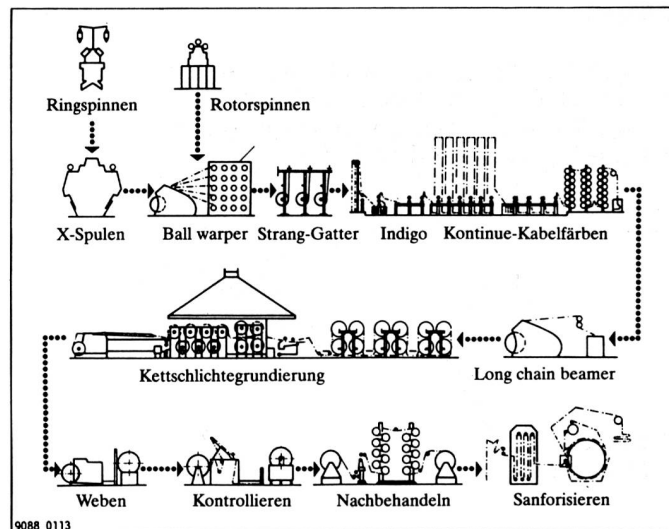 Ringspinnen
Rotorspinnen
X-Spulen
Ball warper
Strang-Gatter
Indigo
Kontinue-Kabelfärben
Kettschlichtegrundierung
Long chain beamer
Weben
Kontrollieren
Nachbehandeln
Sanforisieren
9088 0113